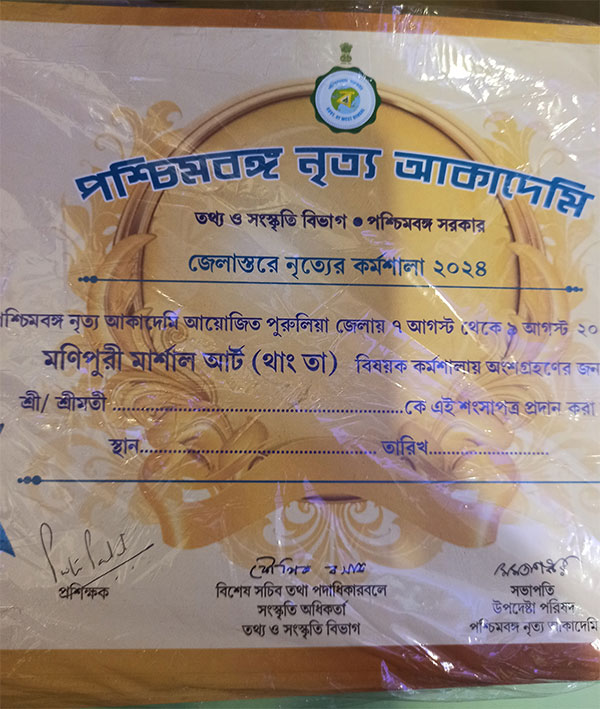 পশ্চিমবঙ্গ নৃত্য আকাদেমি
তথ্য ও সংস্কৃতি বিভাগ ● পশ্চিমবঙ্গ সরকার
জেলাস্তরে নৃত্যের কর্মশালা ২০২৪
পশ্চিমবঙ্গ নৃত্য আকাদেমি আয়োজিত পুরুলিয়া জেলায় ৭ আগস্ট থেকে ৯ আগস্ট ২০
মণিপুরী মার্শাল আর্ট (থাং তা) বিষয়ক কর্মশালায় অংশগ্রহণের জন
শ্রী/ শ্রীমতী ........................................................কে এই শংসাপত্র প্রদান করা
স্থান............................................... তারিখ........................
প্রশিক্ষক
বিশেষ সচিব তথা পদাধিকারবলে
সংস্কৃতি অধিকর্তা
তথ্য ও সংস্কৃতি বিভাগ
সভাপতি
উপদেষ্টা পরিষদ
পশ্চিমবঙ্গ নৃত্য আকাদেমি